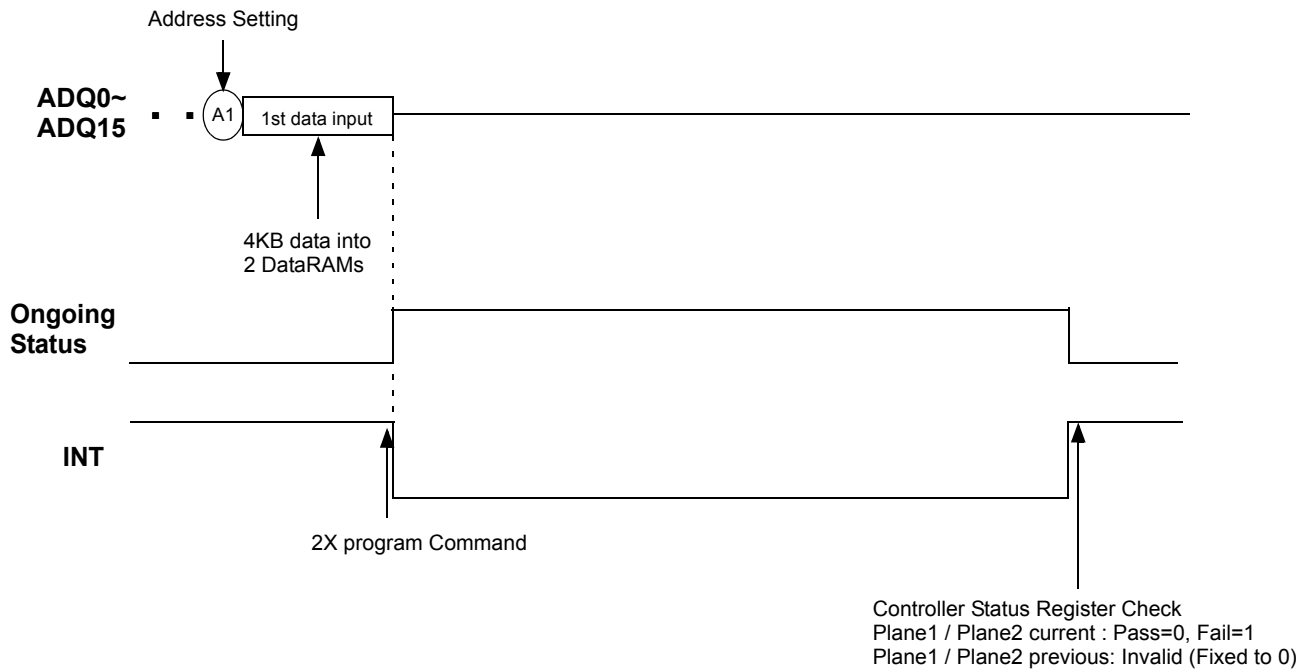 Address Setting
ADQ0~
ADQ15
A1
1st data input
4KB data into
2 DataRAMs
Ongoing
Status
INT
2X program Command
Controller Status Register Check
Plane1 / Plane2 current : Pass=0, Fail=1
Plane1 / Plane2 previous: Invalid (Fixed to 0)